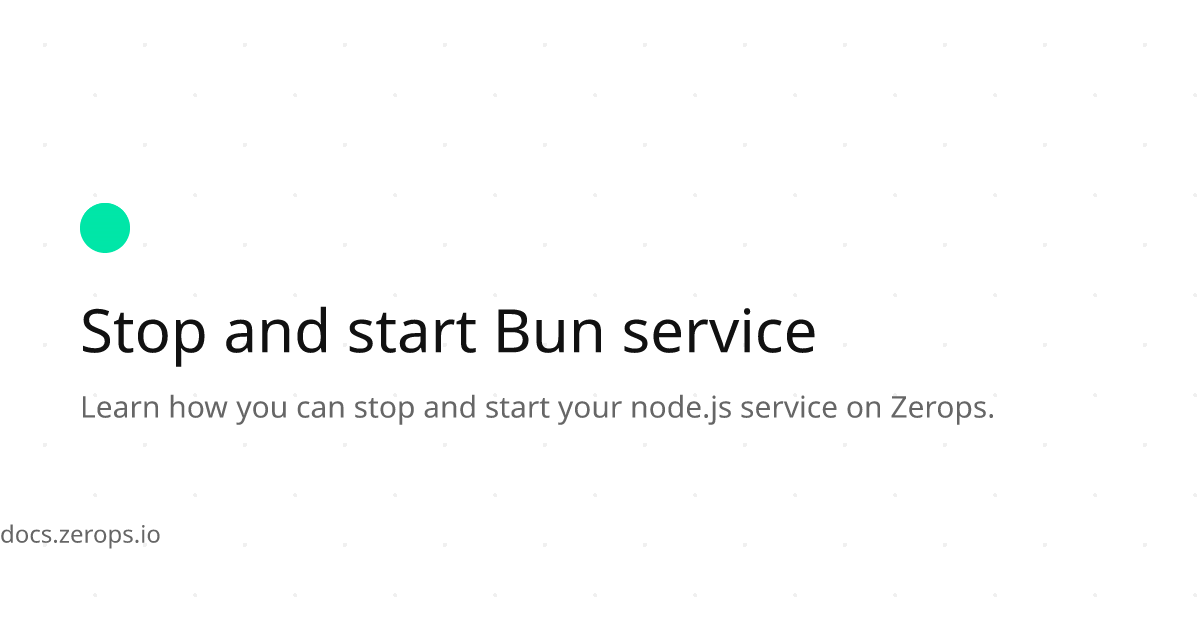 Stop and start Bun service
Learn how you can stop and start your node.js service on Zerops.
docs.zerops.io